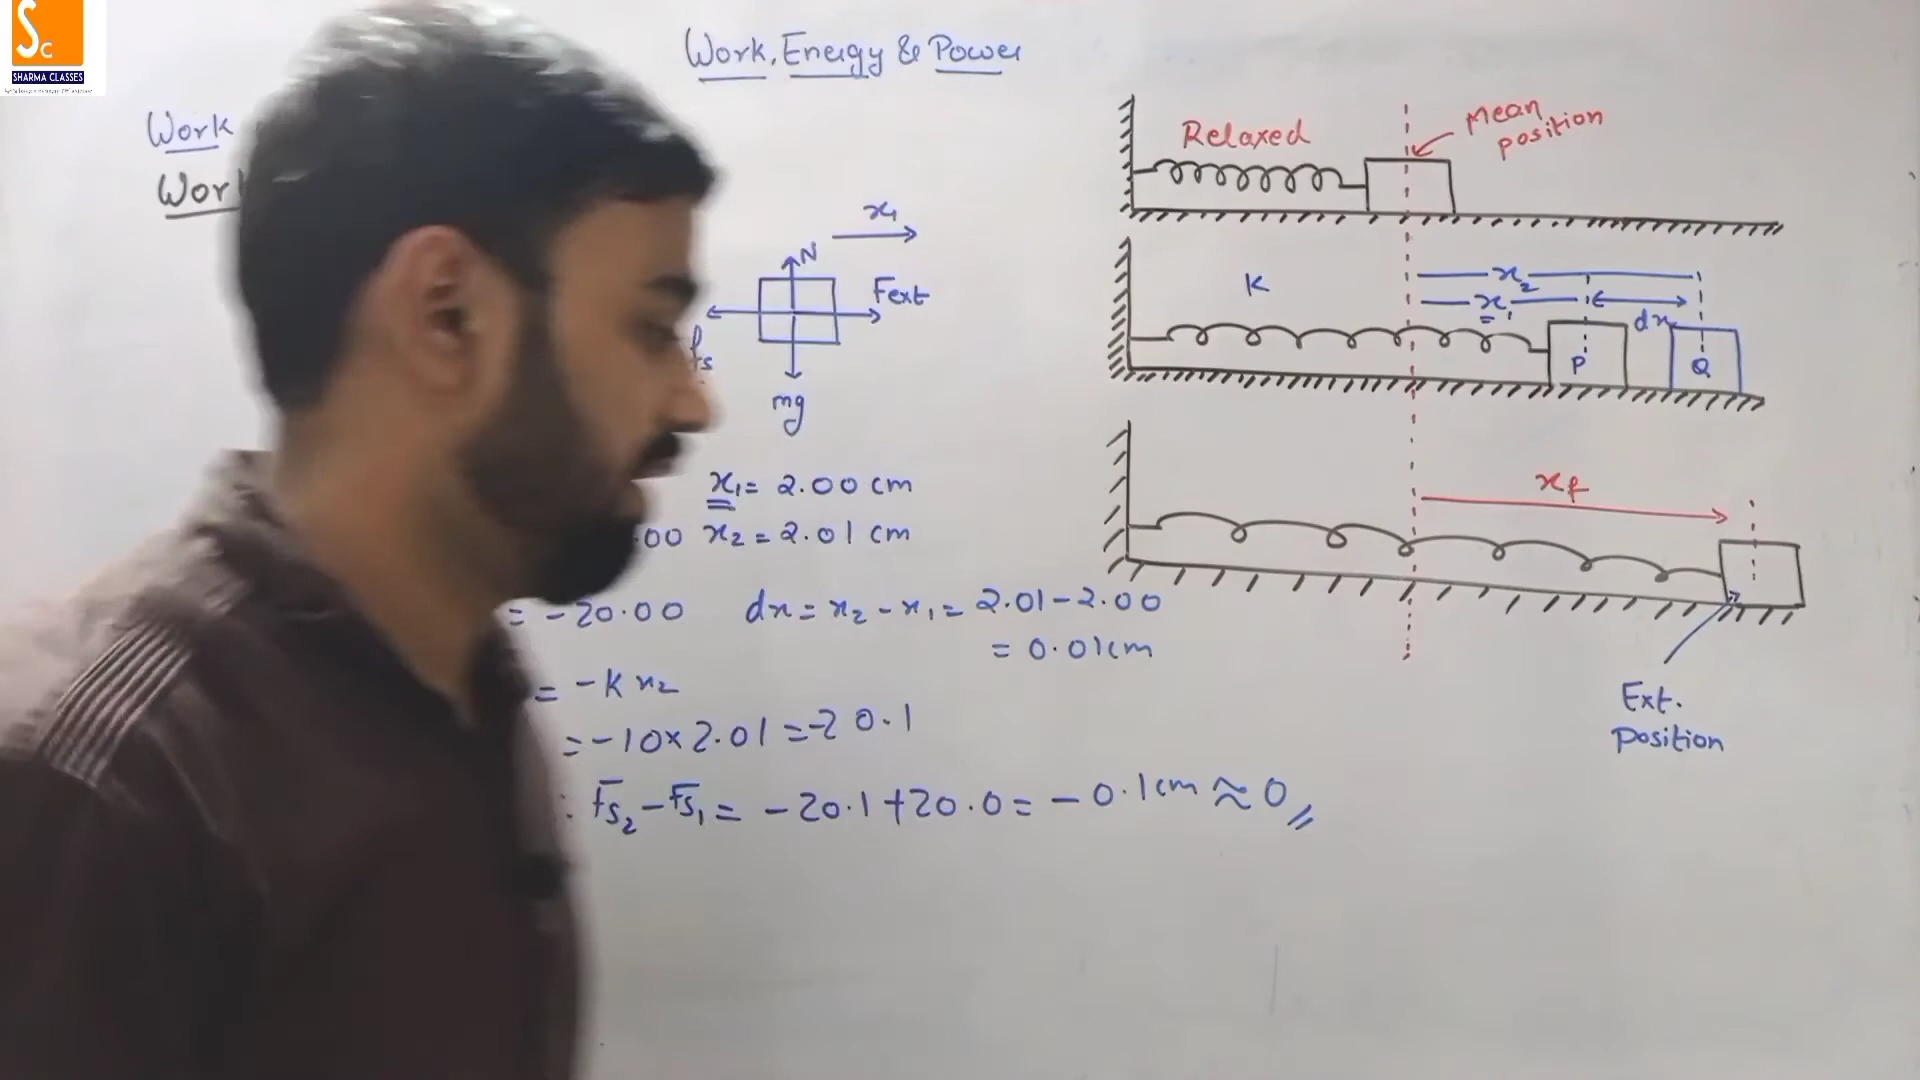 Sc
SHARMA CLASSES
Work, Energy & Power
Work
Wor
x₁
N
Fext
fs
mg
x₁ = 2.00 cm
.00 x₂ = 2.01 cm
= -20.00 dx = x₂ - x₁ = 2.01 - 2.00
= 0.01cm
= -K x₂
= -10 × 2.01 = -20.1
: Fs₂ - Fs₁ = -20.1 + 20.0 = -0.1cm ≈ 0
Relaxed
Mean
position
K
x₂
x₁
dx
P
Q
xf
Ext.
position